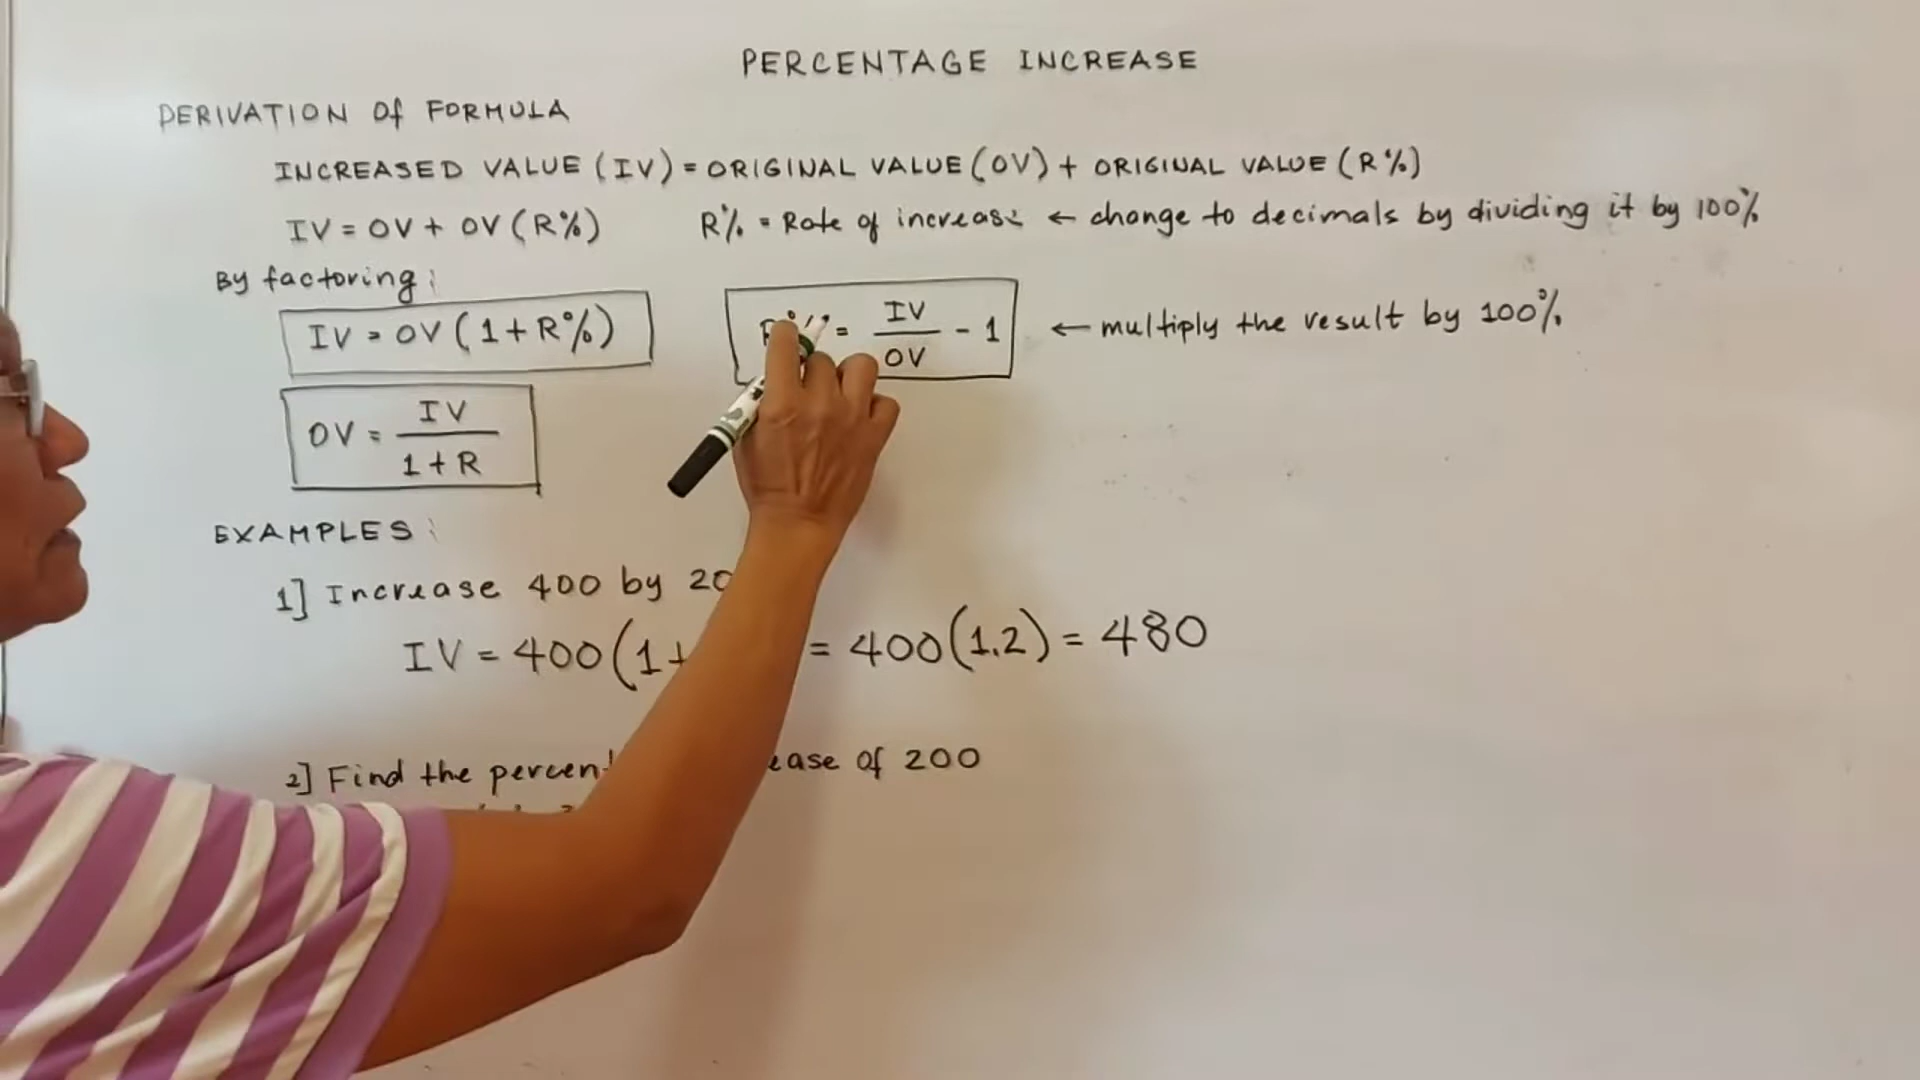 PERCENTAGE INCREASE
DERIVATION Of FORMULA
INCREASED VALUE (IV) = ORIGINAL VALUE (OV) + ORIGINAL VALUE (R%)
IV = OV + OV (R%) R% = Rate of increase ← change to decimals by dividing it by 100%
By factoring:
IV = OV (1 + R%) R% = IV/OV - 1 ← multiply the result by 100%
OV = IV/1 + R
EXAMPLES:
1] Increase 400 by 20
IV = 400 (1 + = 400 (1.2) = 480
2] Find the of 200